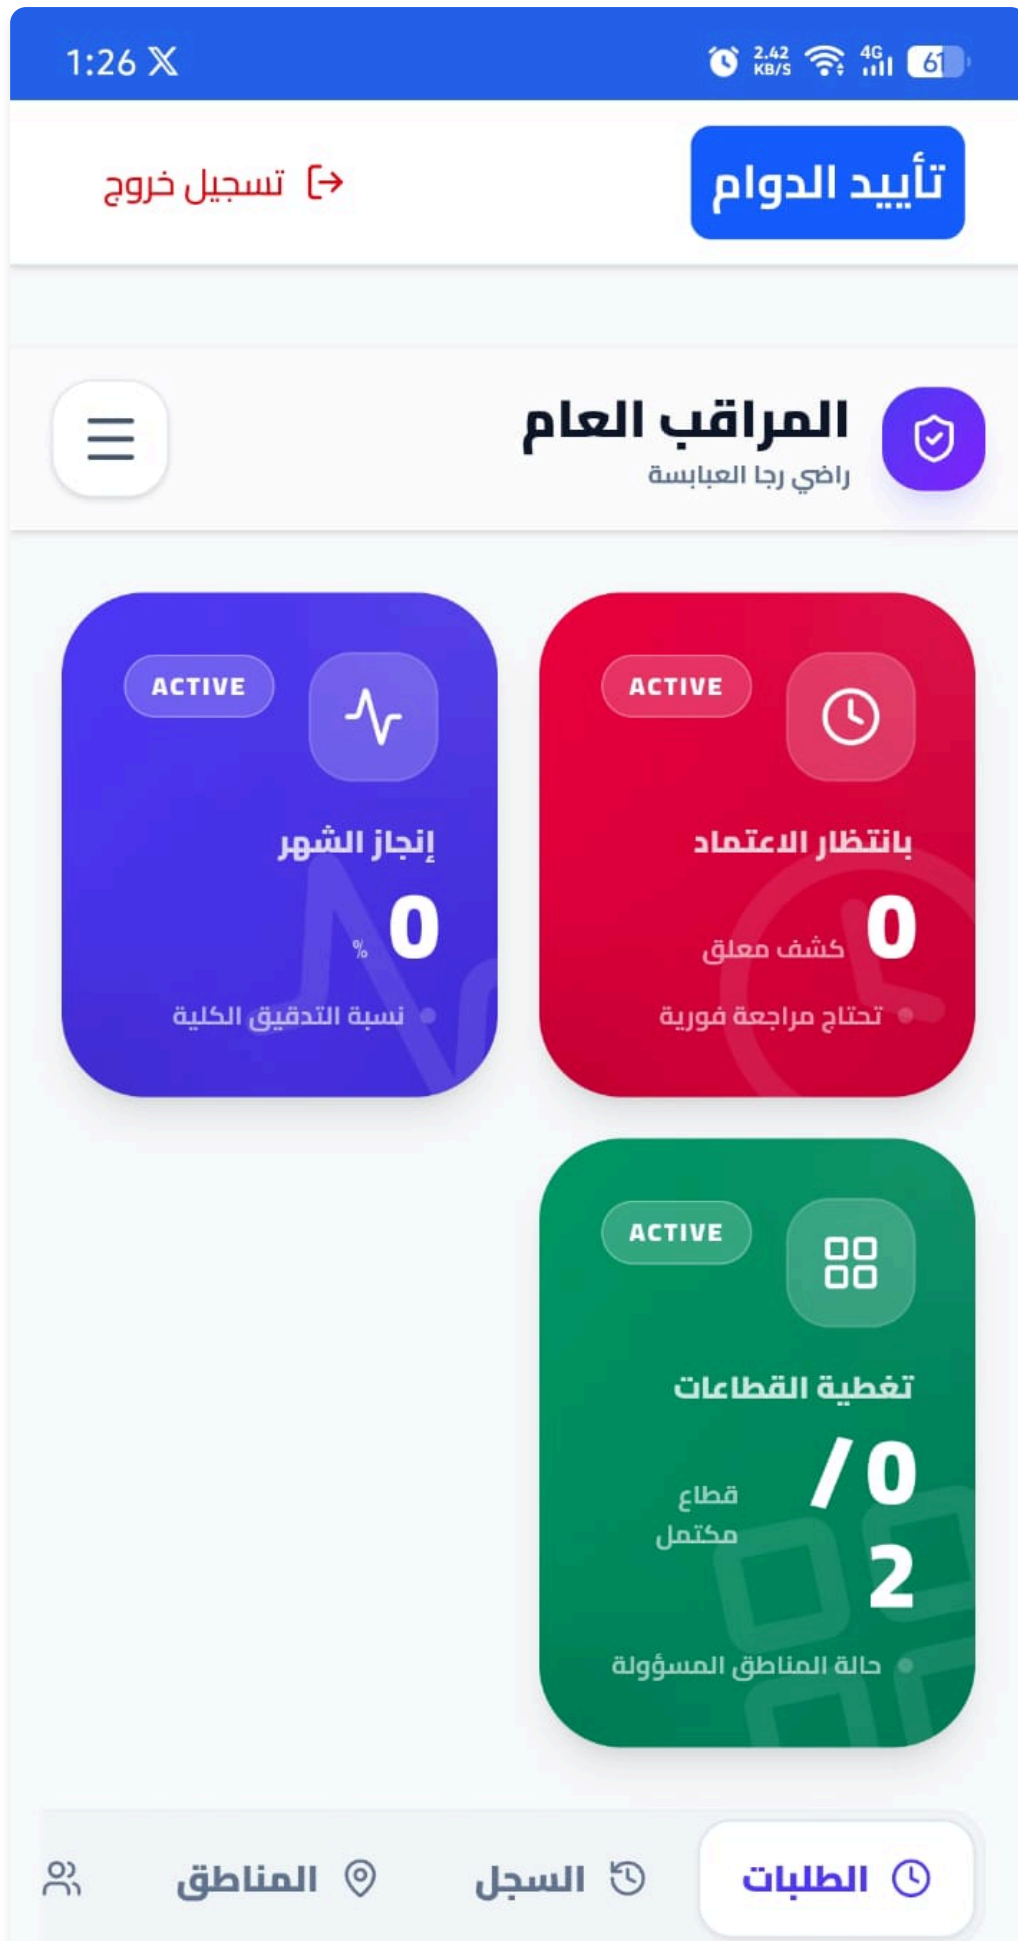 1:26 X 2.42 KB/S 4G 61
تأييد الدوام
تسجيل خروج
المراقب العام
راضي رجا العبابسة
ACTIVE
بانتظار الاعتماد
0 كشف معلق
تحتاج مراجعة فورية
ACTIVE
إنجاز الشهر
0 %
نسبة التدقيق الكلية
ACTIVE
تغطية القطاعات
0/
2
قطاع
مكتمل
حالة المناطق المسؤولة
الطلبات
السجل
المناطق